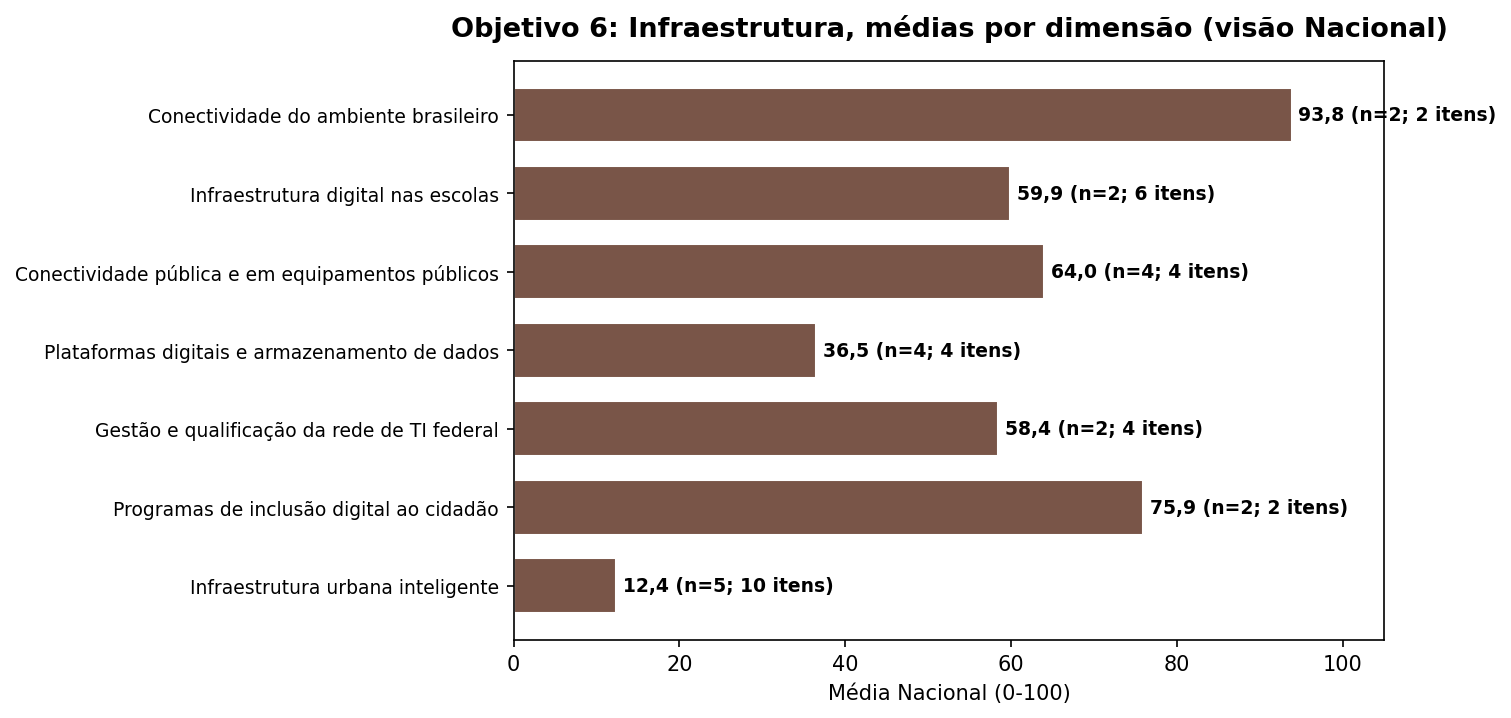 Objetivo 6: Infraestrutura, médias por dimensão (visão Nacional)
Conectividade do ambiente brasileiro
93,8 (n=2; 2 itens)
Infraestrutura digital nas escolas
59,9 (n=2; 6 itens)
Conectividade pública e em equipamentos públicos
64,0 (n=4; 4 itens)
Plataformas digitais e armazenamento de dados
36,5 (n=4; 4 itens)
Gestão e qualificação da rede de TI federal
58,4 (n=2; 4 itens)
Programas de inclusão digital ao cidadão
75,9 (n=2; 2 itens)
Infraestrutura urbana inteligente
12,4 (n=5; 10 itens)
0 20 40 60 80 100
Média Nacional (0-100)